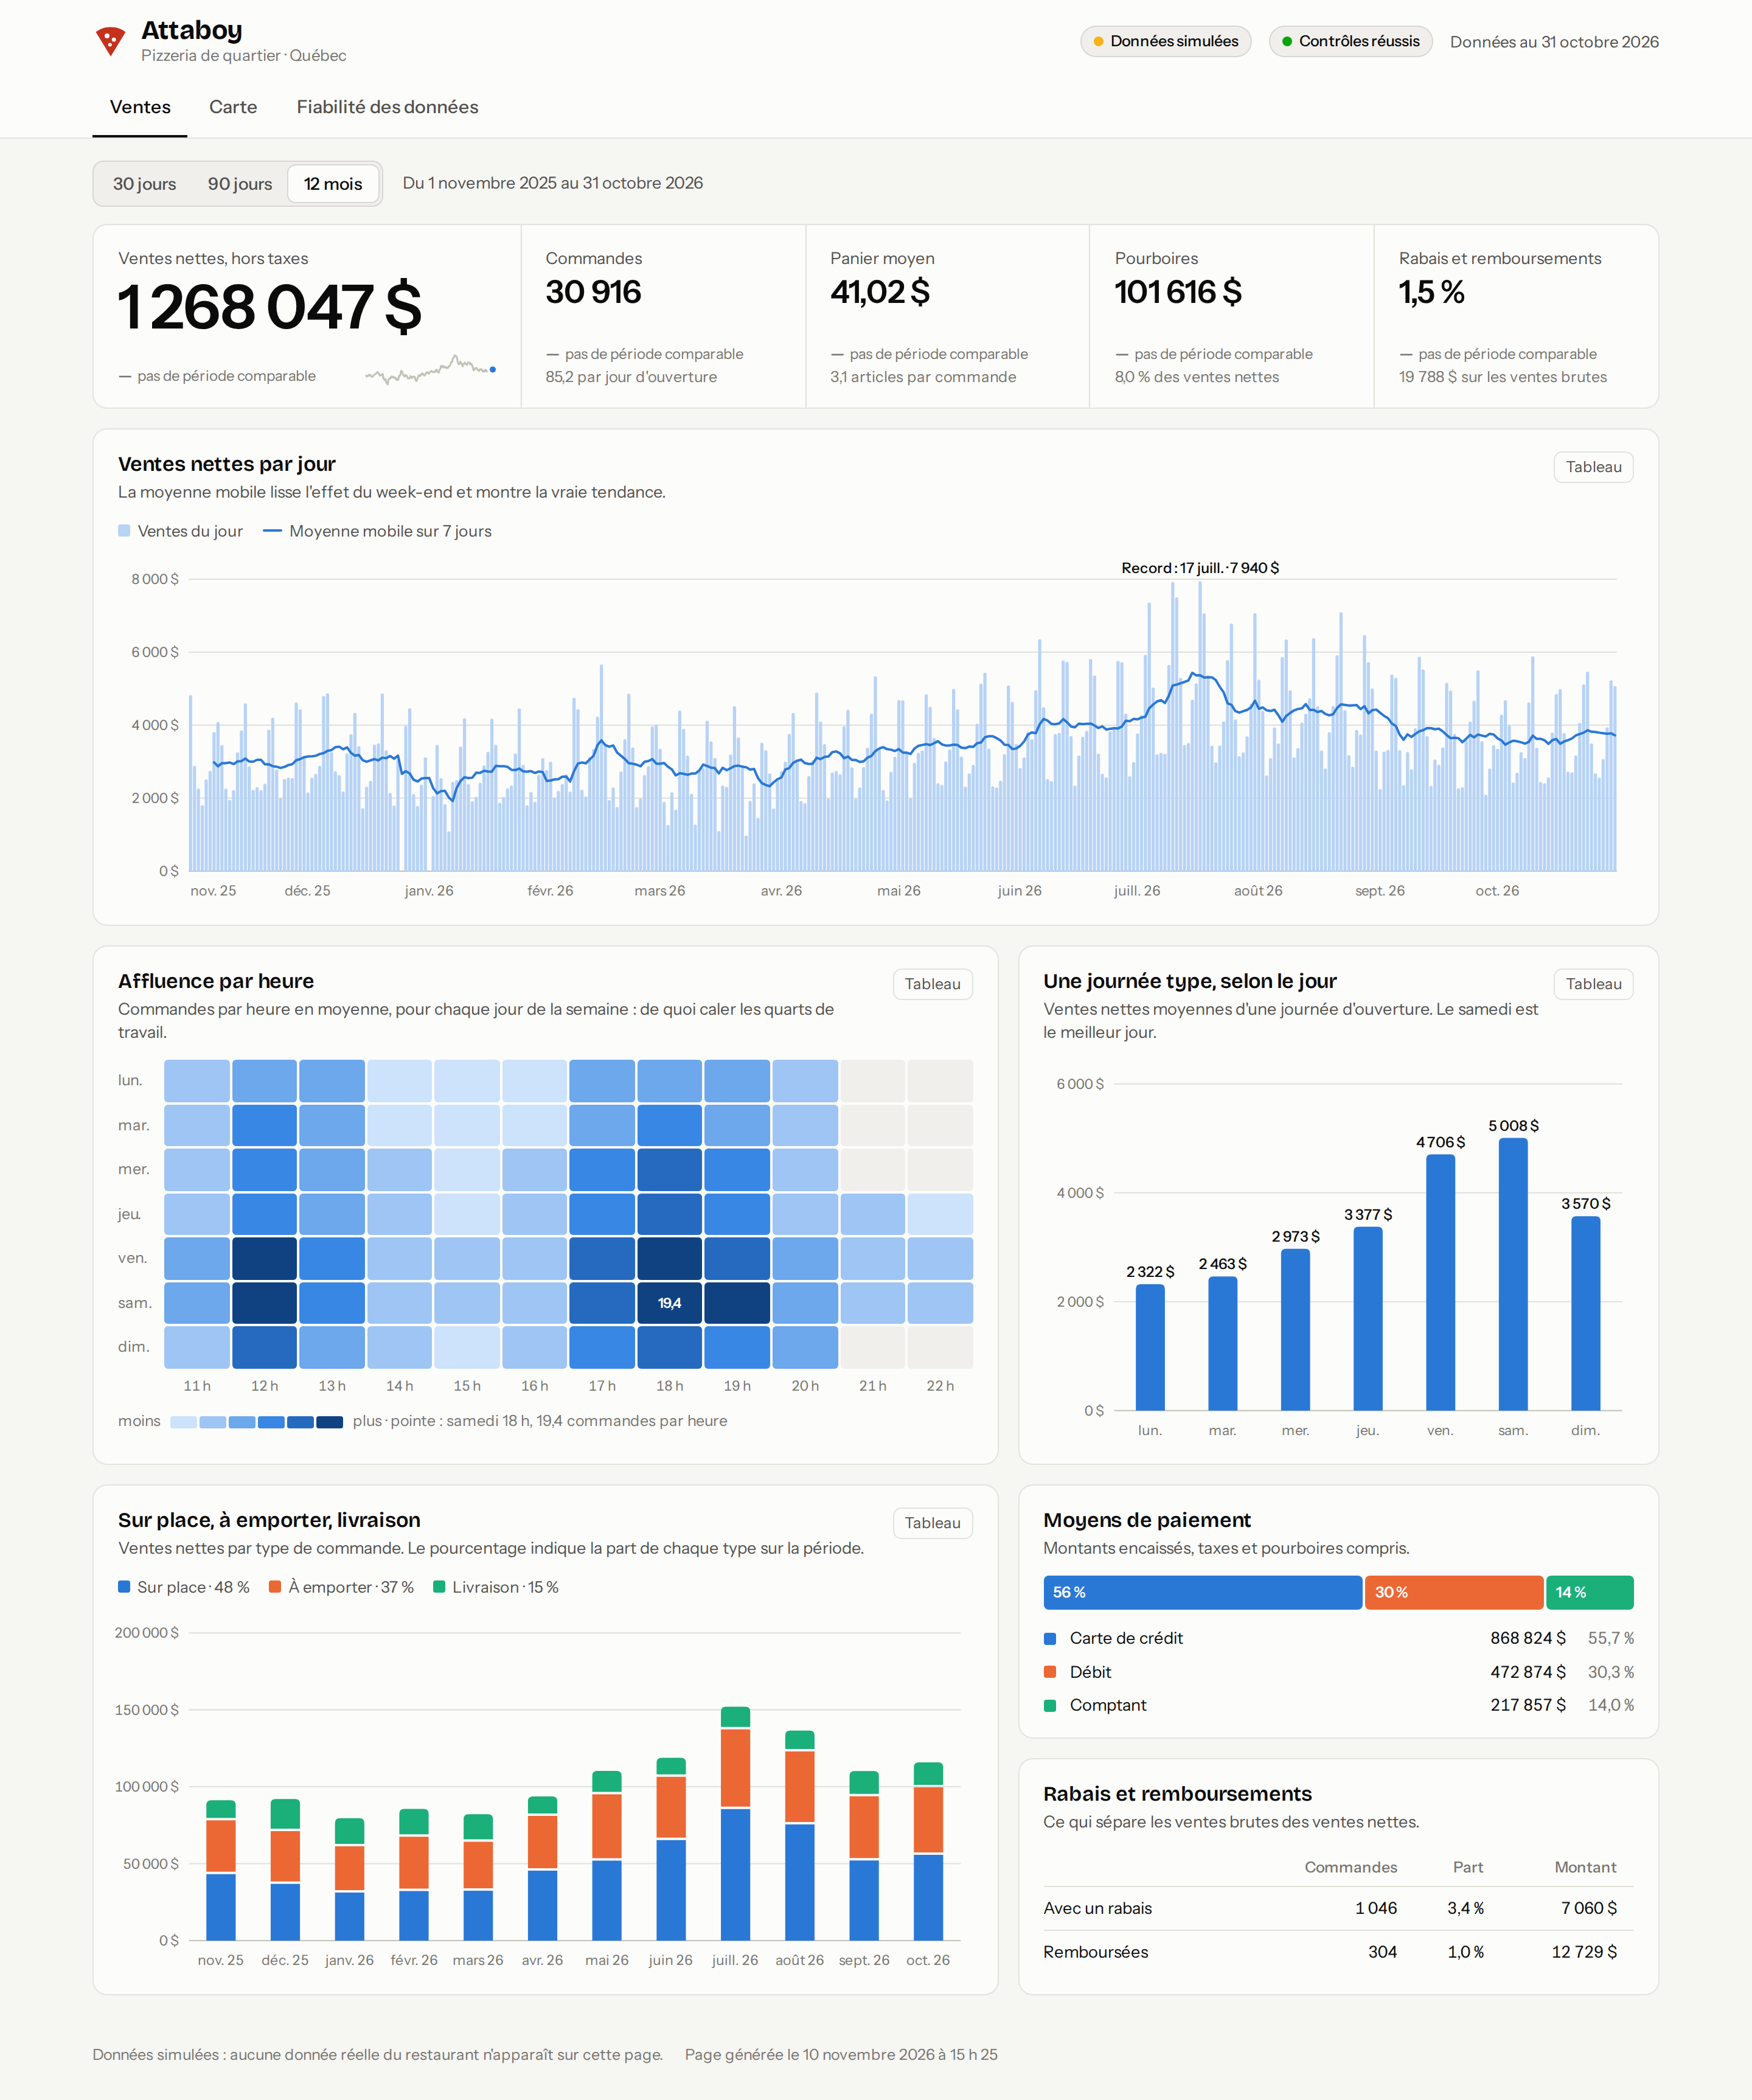 Attaboy
Pizzeria de quartier · Québec
Données simulées
Contrôles réussis
Données au 31 octobre 2026
Ventes
Carte
Fiabilité des données
30 jours
90 jours
12 mois
Du 1 novembre 2025 au 31 octobre 2026
Ventes nettes, hors taxes
1 268 047 $
— pas de période comparable
Commandes
30 916
— pas de période comparable
85,2 par jour d'ouverture
Panier moyen
41,02 $
— pas de période comparable
3,1 articles par commande
Pourboires
101 616 $
— pas de période comparable
8,0 % des ventes nettes
Rabais et remboursements
1,5 %
— pas de période comparable
19 788 $ sur les ventes brutes
Ventes nettes par jour
Tableau
La moyenne mobile lisse l'effet du week-end et montre la vraie tendance.
Ventes du jour
Moyenne mobile sur 7 jours
Record : 17 juill. · 7 940 $
8 000 $
6 000 $
4 000 $
2 000 $
0 $
nov. 25
déc. 25
janv. 26
févr. 26
mars 26
avr. 26
mai 26
juin 26
juill. 26
août 26
sept. 26
oct. 26
Affluence par heure
Tableau
Commandes par heure en moyenne, pour chaque jour de la semaine : de quoi caler les quarts de
travail.
lun.
mar.
mer.
jeu.
ven.
sam.
19,4
dim.
11 h
12 h
13 h
14 h
15 h
16 h
17 h
18 h
19 h
20 h
21 h
22 h
moins
plus · pointe : samedi 18 h, 19,4 commandes par heure
Une journée type, selon le jour
Tableau
Ventes nettes moyennes d'une journée d'ouverture. Le samedi est
le meilleur jour.
6 000 $
4 000 $
2 000 $
0 $
2 322 $
2 463 $
2 973 $
3 377 $
4 706 $
5 008 $
3 570 $
lun.
mar.
mer.
jeu.
ven.
sam.
dim.
Sur place, à emporter, livraison
Tableau
Ventes nettes par type de commande. Le pourcentage indique la part de chaque type sur la période.
Sur place · 48 %
À emporter · 37 %
Livraison · 15 %
200 000 $
150 000 $
100 000 $
50 000 $
0 $
nov. 25
déc. 25
janv. 26
févr. 26
mars 26
avr. 26
mai 26
juin 26
juill. 26
août 26
sept. 26
oct. 26
Moyens de paiement
Montants encaissés, taxes et pourboires compris.
56 %
30 %
14 %
Carte de crédit 868 824 $ 55,7 %
Débit 472 874 $ 30,3 %
Comptant 217 857 $ 14,0 %
Rabais et remboursements
Ce qui sépare les ventes brutes des ventes nettes.
Commandes Part Montant
Avec un rabais 1 046 3,4 % 7 060 $
Remboursées 304 1,0 % 12 729 $
Données simulées : aucune donnée réelle du restaurant n'apparaît sur cette page.
Page générée le 10 novembre 2026 à 15 h 25